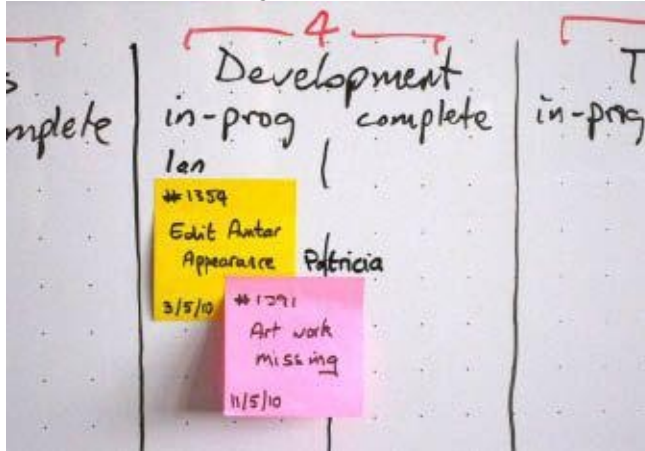 4
Development
mplete
in-prog
complete
in-prog
Ian
#1359
Edit Avatar
Appearance
3/5/10
Patricia
#1291
Art work
missing
11/5/10